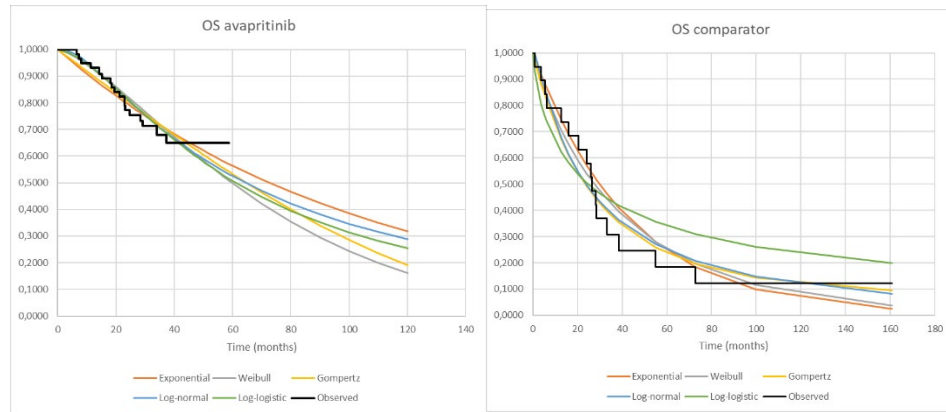 OS avapritinib
1,0000
0,9000
0,8000
0,7000
0,6000
0,5000
0,4000
0,3000
0,2000
0,1000
0,0000
0 20 40 60 80 100 120 140
Time (months)
Exponential Weibull Gompertz
Log-normal Log-logistic Observed
OS comparator
1,0000
0,9000
0,8000
0,7000
0,6000
0,5000
0,4000
0,3000
0,2000
0,1000
0,0000
0 20 40 60 80 100 120 140 160 180
Time (months)
Exponential Weibull Gompertz
Log-normal Log-logistic Observed